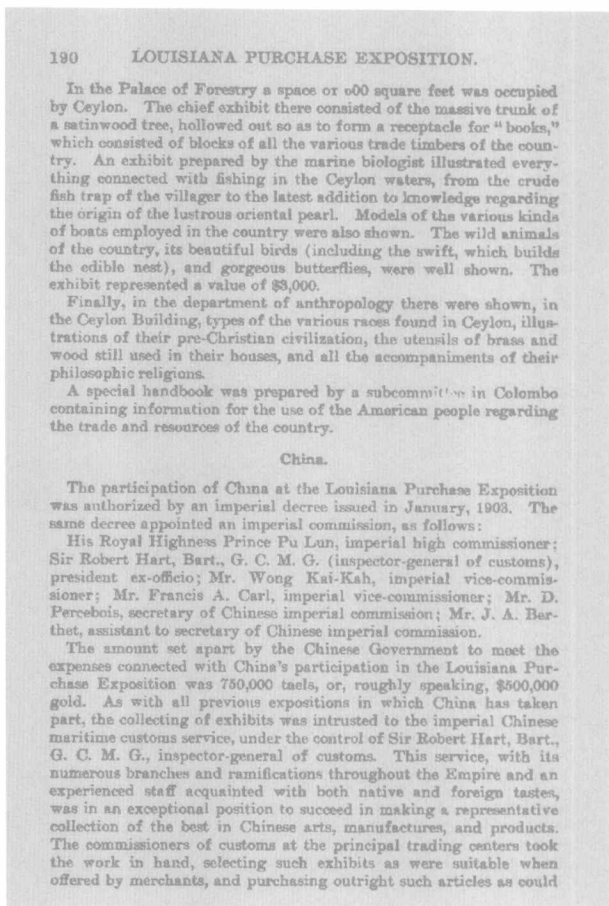 190 LOUISIANA PURCHASE EXPOSITION.
In the Palace of Forestry a space or 600 square feet was occupied
by Ceylon. The chief exhibit there consisted of the massive trunk of
a satinwood tree, hollowed out so as to form a receptacle for "books,"
which consisted of blocks of all the various trade timbers of the coun-
try. An exhibit prepared by the marine biologist illustrated every-
thing connected with fishing in the Ceylon waters, from the crude
fish trap of the villager to the latest addition to knowledge regarding
the origin of the lustrous oriental pearl. Models of the various kinds
of boats employed in the country were also shown. The wild animals
of the country, its beautiful birds (including the swift, which builds
the edible nest), and gorgeous butterflies, were well shown. The
exhibit represented a value of $3,000.
Finally, in the department of anthropology there were shown, in
the Ceylon Building, types of the various races found in Ceylon, illus-
trations of their pre-Christian civilization, the utensils of brass and
wood still used in their houses, and all the accompaniments of their
philosophic religions.
A special handbook was prepared by a subcommittee in Colombo
containing information for the use of the American people regarding
the trade and resources of the country.
China.
The participation of China at the Louisiana Purchase Exposition
was authorized by an imperial decree issued in January, 1903. The
same decree appointed an imperial commission, as follows:
His Royal Highness Prince Pu Lun, imperial high commissioner;
Sir Robert Hart, Bart., G. C. M. G. (inspector-general of customs),
president ex-officio; Mr. Wong Kai-Kah, imperial vice-commis-
sioner; Mr. Francis A. Carl, imperial vice-commissioner; Mr. D.
Percebois, secretary of Chinese imperial commission; Mr. J. A. Ber-
thet, assistant to secretary of Chinese imperial commission.
The amount set apart by the Chinese Government to meet the
expenses connected with China's participation in the Louisiana Pur-
chase Exposition was 750,000 taels, or, roughly speaking, $500,000
gold. As with all previous expositions in which China has taken
part, the collecting of exhibits was intrusted to the imperial Chinese
maritime customs service, under the control of Sir Robert Hart, Bart.,
G. C. M. G., inspector-general of customs. This service, with its
numerous branches and ramifications throughout the Empire and an
experienced staff acquainted with both native and foreign tastes,
was in an exceptional position to succeed in making a representative
collection of the best in Chinese arts, manufactures, and products.
The commissioners of customs at the principal trading centers took
the work in hand, selecting such exhibits as were suitable when
offered by merchants, and purchasing outright such articles as could